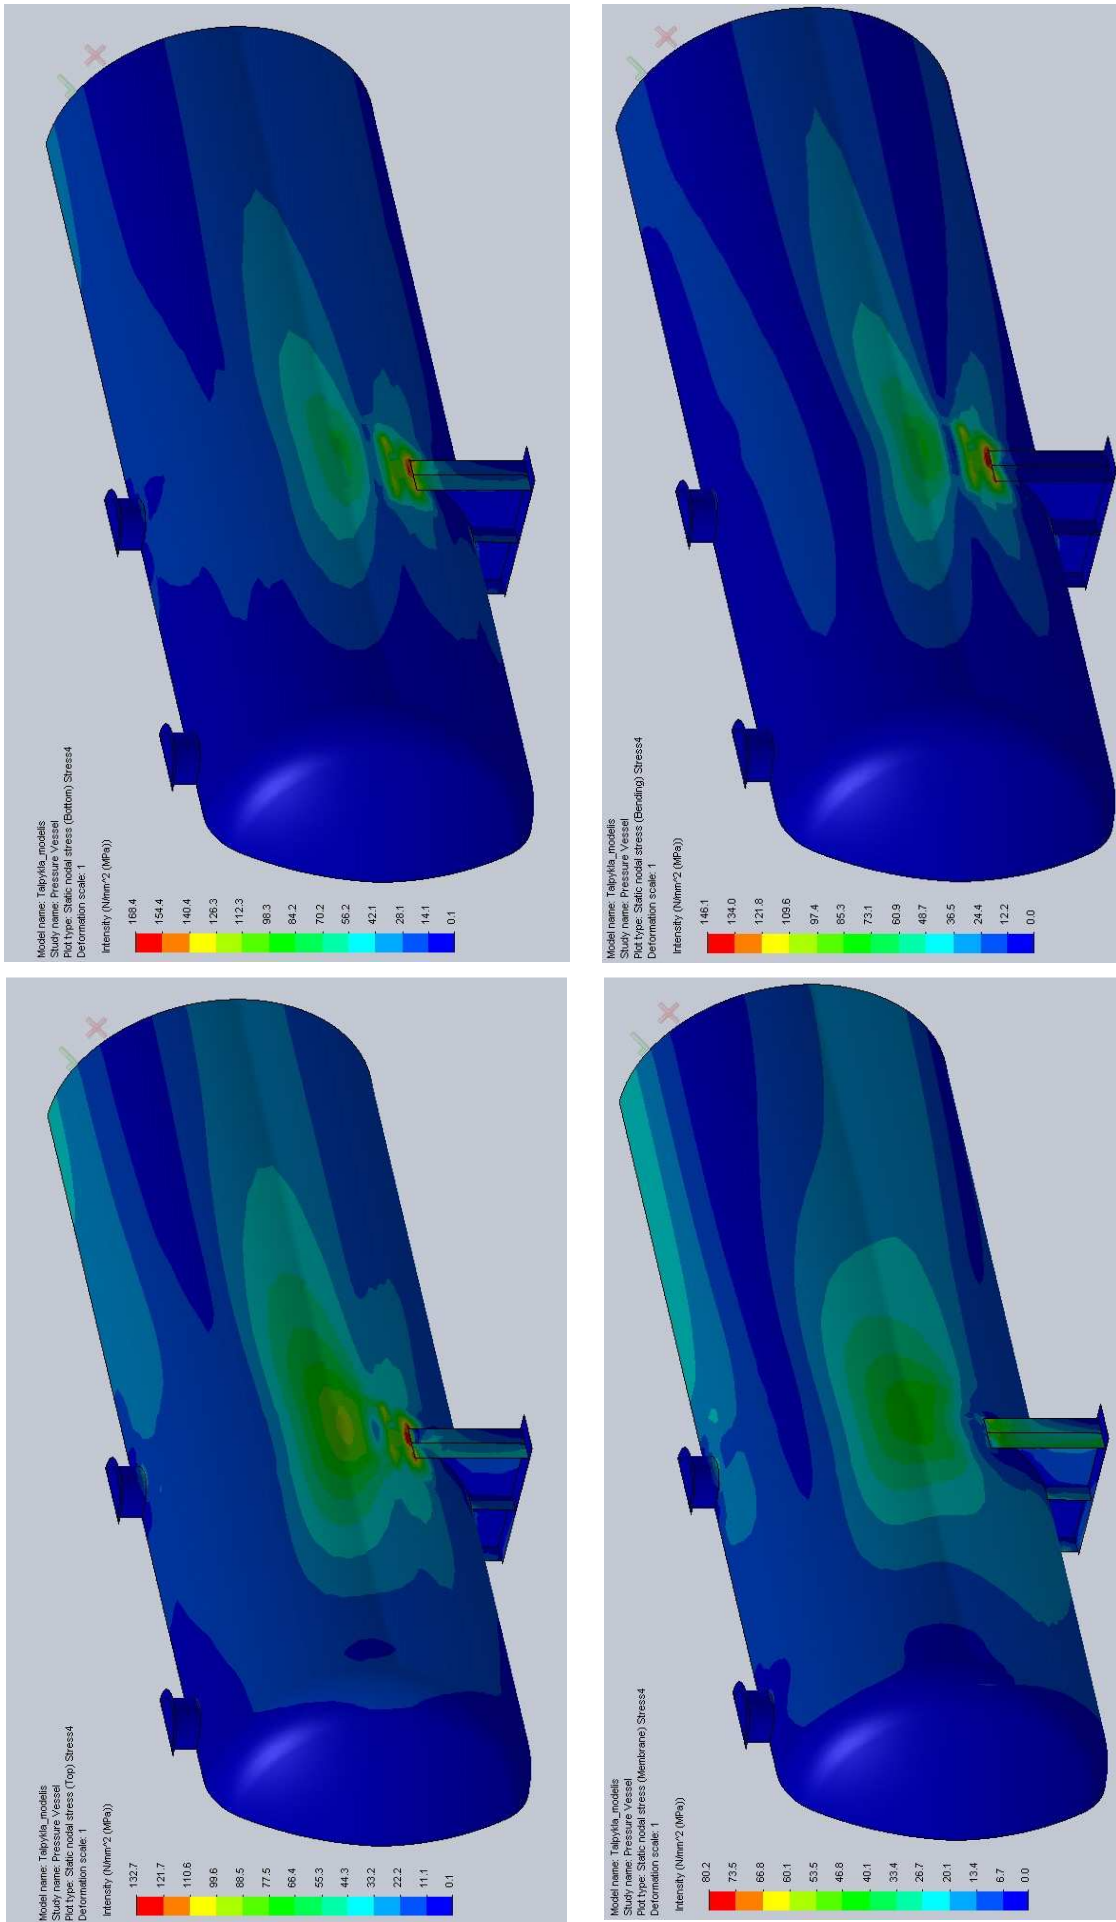 Model name: Talpykla_modelis
Study name: Pressure Vessel
Plot type: Static nodal stress (Bottom) Stress4
Deformation scale: 1
Intensity (N/mm^2 (MPa))
168.4
154.4
140.4
126.3
112.3
98.3
84.2
70.2
56.2
42.1
28.1
14.1
0.1
Model name: Talpykla_modelis
Study name: Pressure Vessel
Plot type: Static nodal stress (Bending) Stress4
Deformation scale: 1
Intensity (N/mm^2 (MPa))
146.1
134.0
121.8
109.6
97.4
85.3
73.1
60.9
48.7
36.5
24.4
12.2
0.0
Model name: Talpykla_modelis
Study name: Pressure Vessel
Plot type: Static nodal stress (Top) Stress4
Deformation scale: 1
Intensity (N/mm^2 (MPa))
132.7
121.7
110.6
99.6
88.5
77.5
66.4
55.3
44.3
33.2
22.2
11.1
0.1
Model name: Talpykla_modelis
Study name: Pressure Vessel
Plot type: Static nodal stress (Membrane) Stress4
Deformation scale: 1
Intensity (N/mm^2 (MPa))
80.2
73.5
66.8
60.1
53.5
46.8
40.1
33.4
26.7
20.1
13.4
6.7
0.0